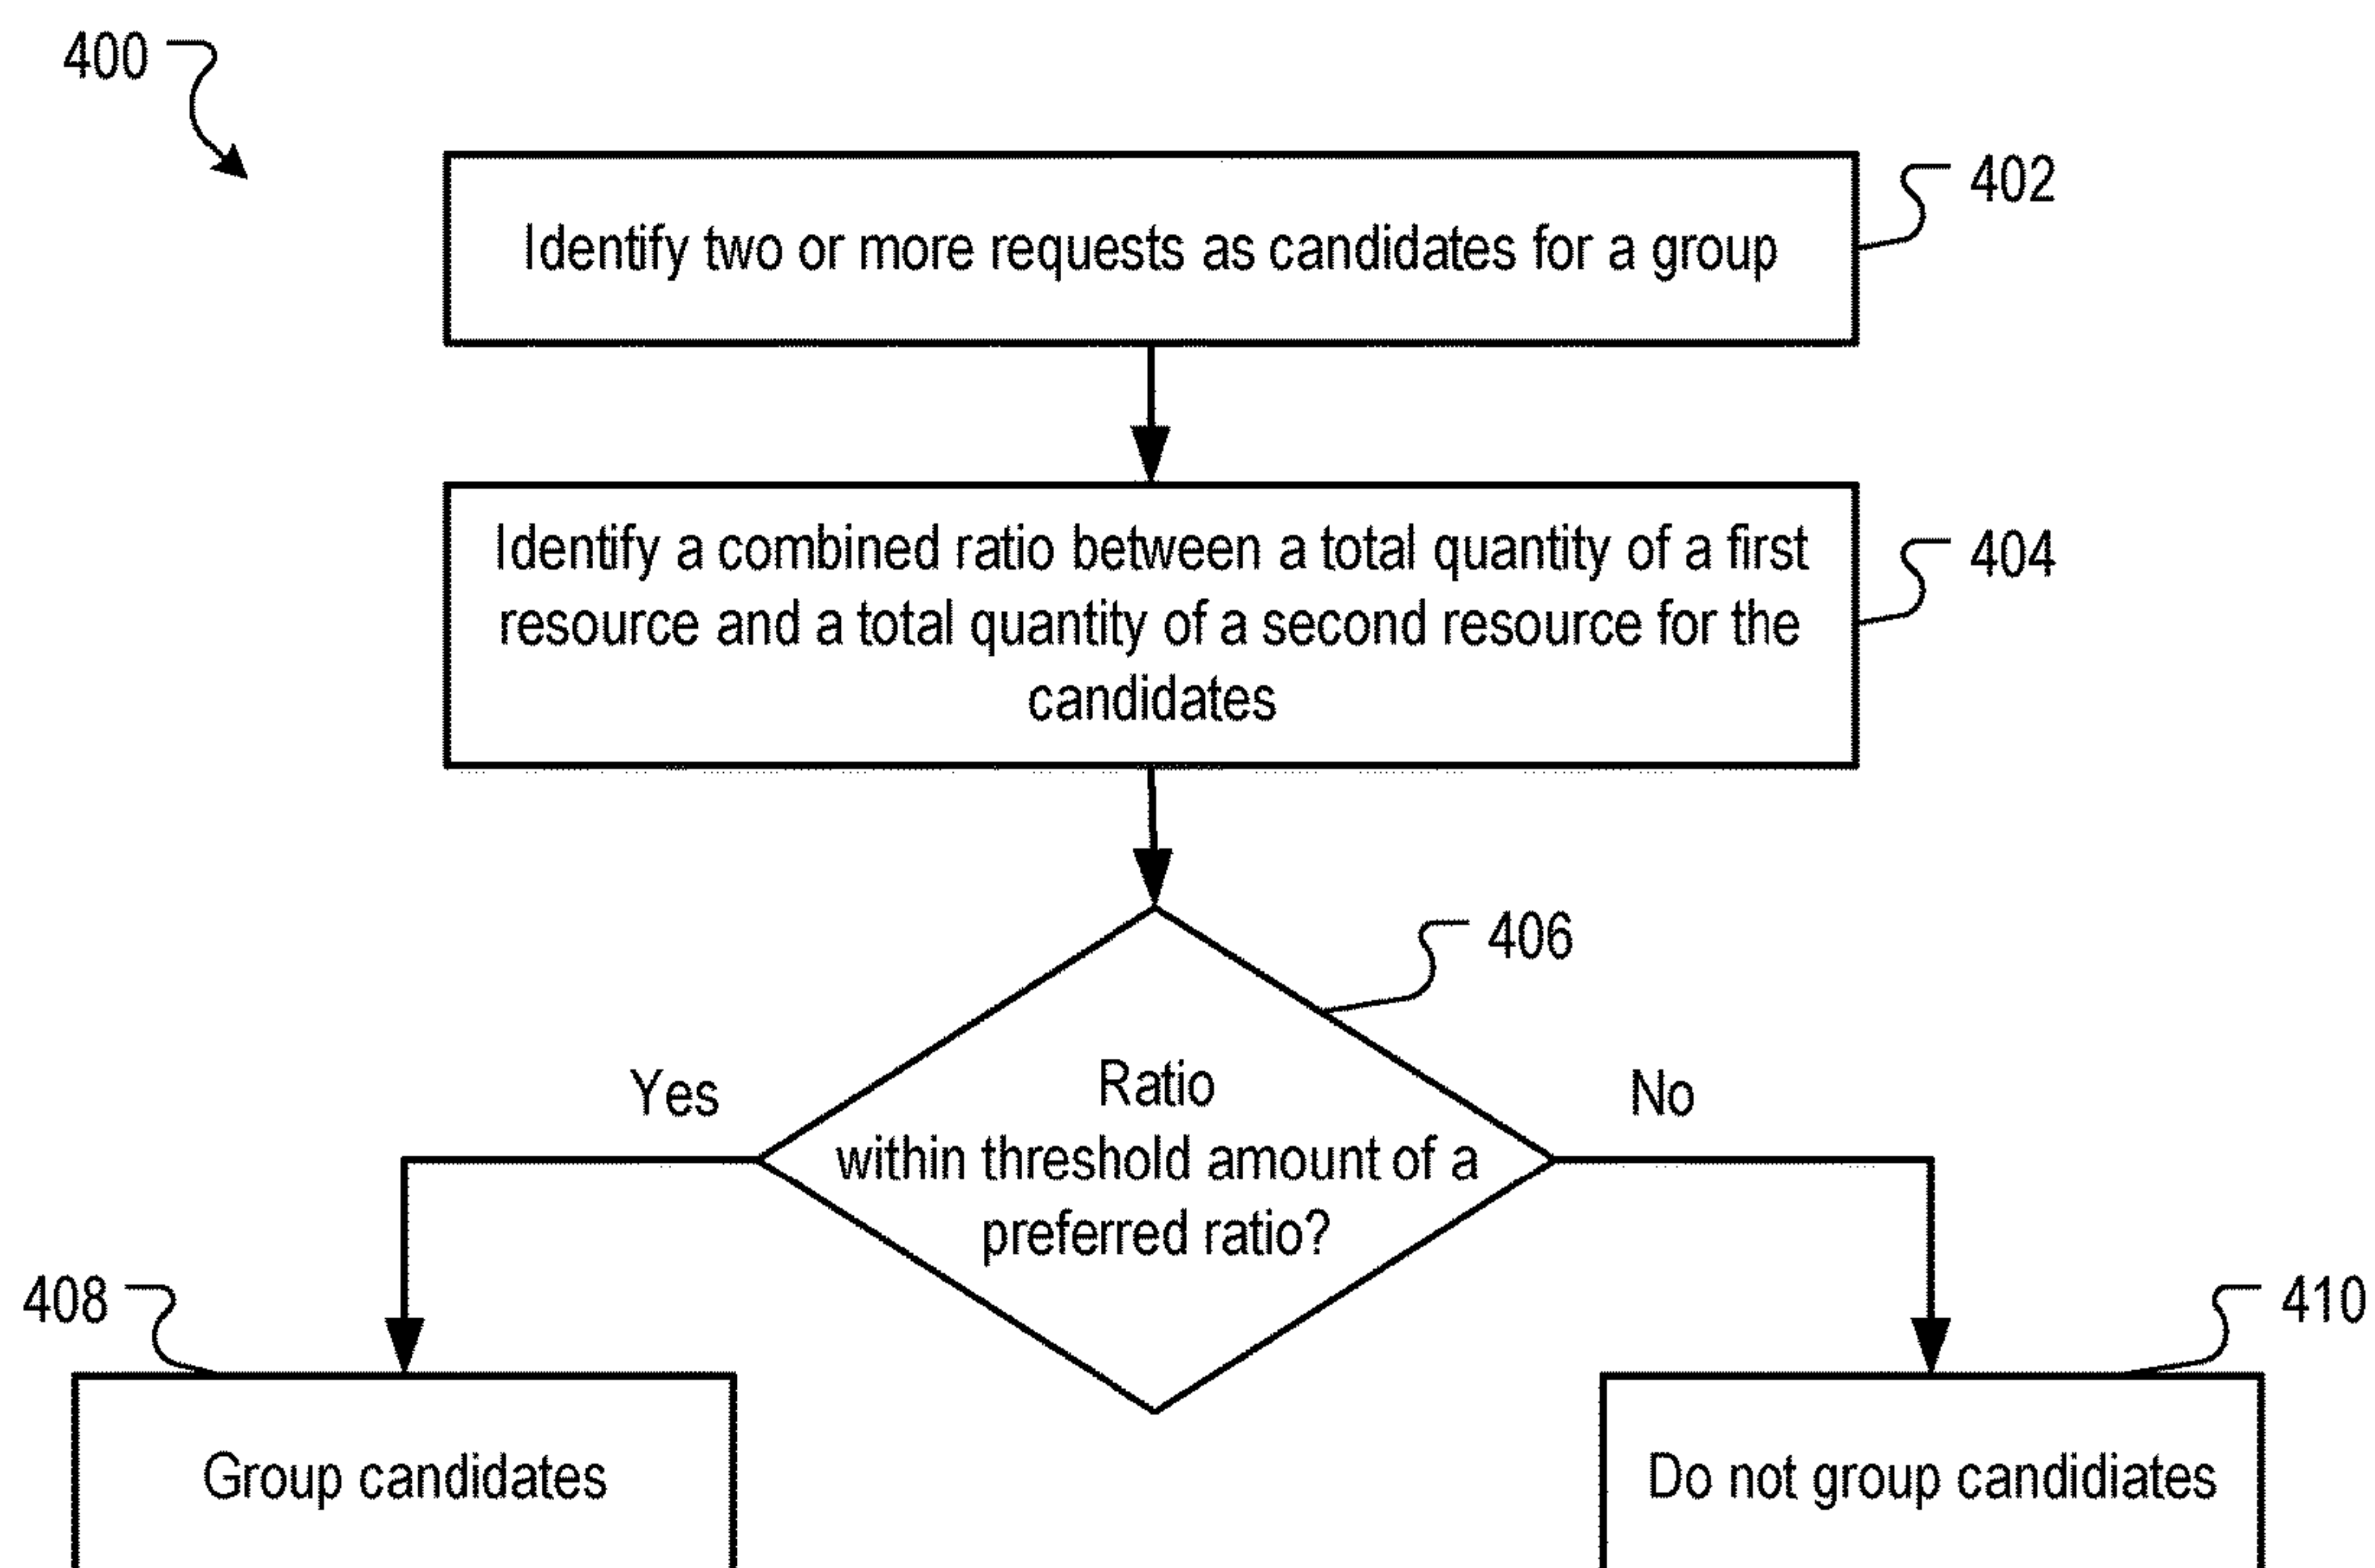 400
402
Identify two or more requests as candidates for a group
404
Identify a combined ratio between a total quantity of a first
resource and a total quantity of a second resource for the
candidates
406
Yes
No
Ratio
within threshold amount of a
preferred ratio?
408
410
Group candidates
Do not group candidiates